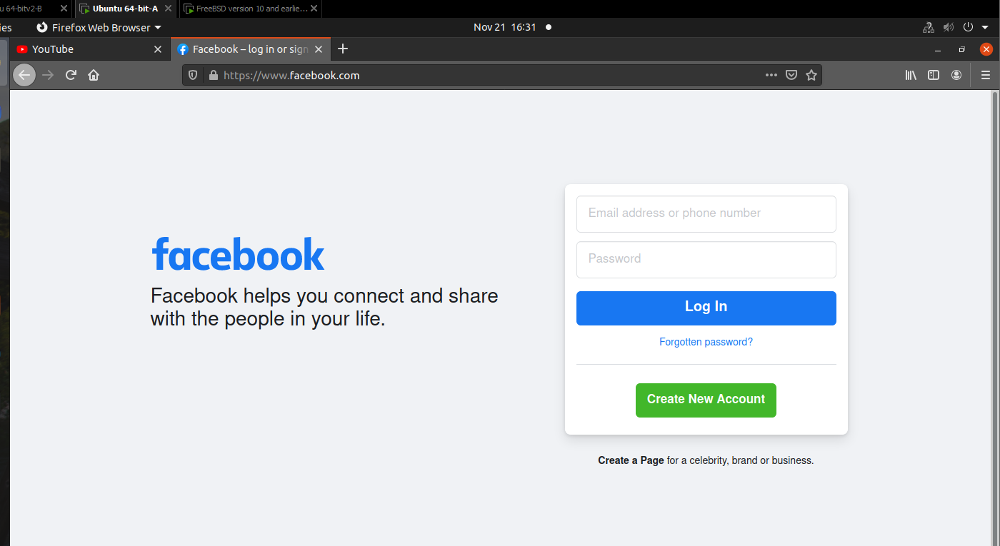 u 64-bitv2-B
Ubuntu 64-bit-A
FreeBSD version 10 and earlie...
ies
Firefox Web Browser
Nov 21 16:31
YouTube
Facebook – log in or sign
https://www.facebook.com
Email address or phone number
facebook
Password
Facebook helps you connect and share
with the people in your life.
Log In
Forgotten password?
Create New Account
Create a Page for a celebrity, brand or business.